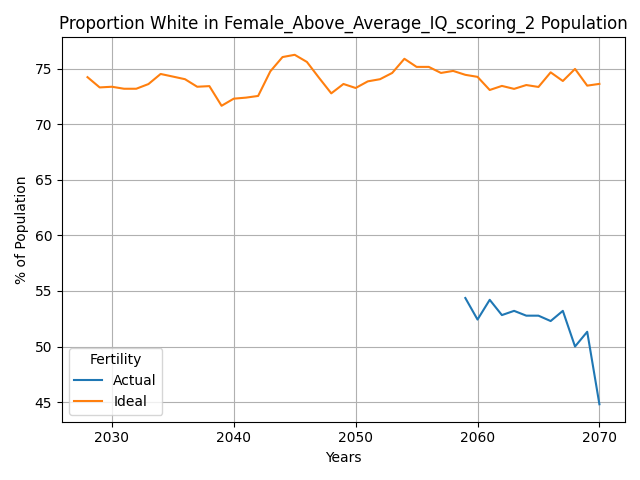 Proportion White in Female_Above_Average_IQ_scoring_2 Population
% of Population
75
70
65
60
55
50
45
Fertility
Actual
Ideal
2030 2040 2050 2060 2070
Years